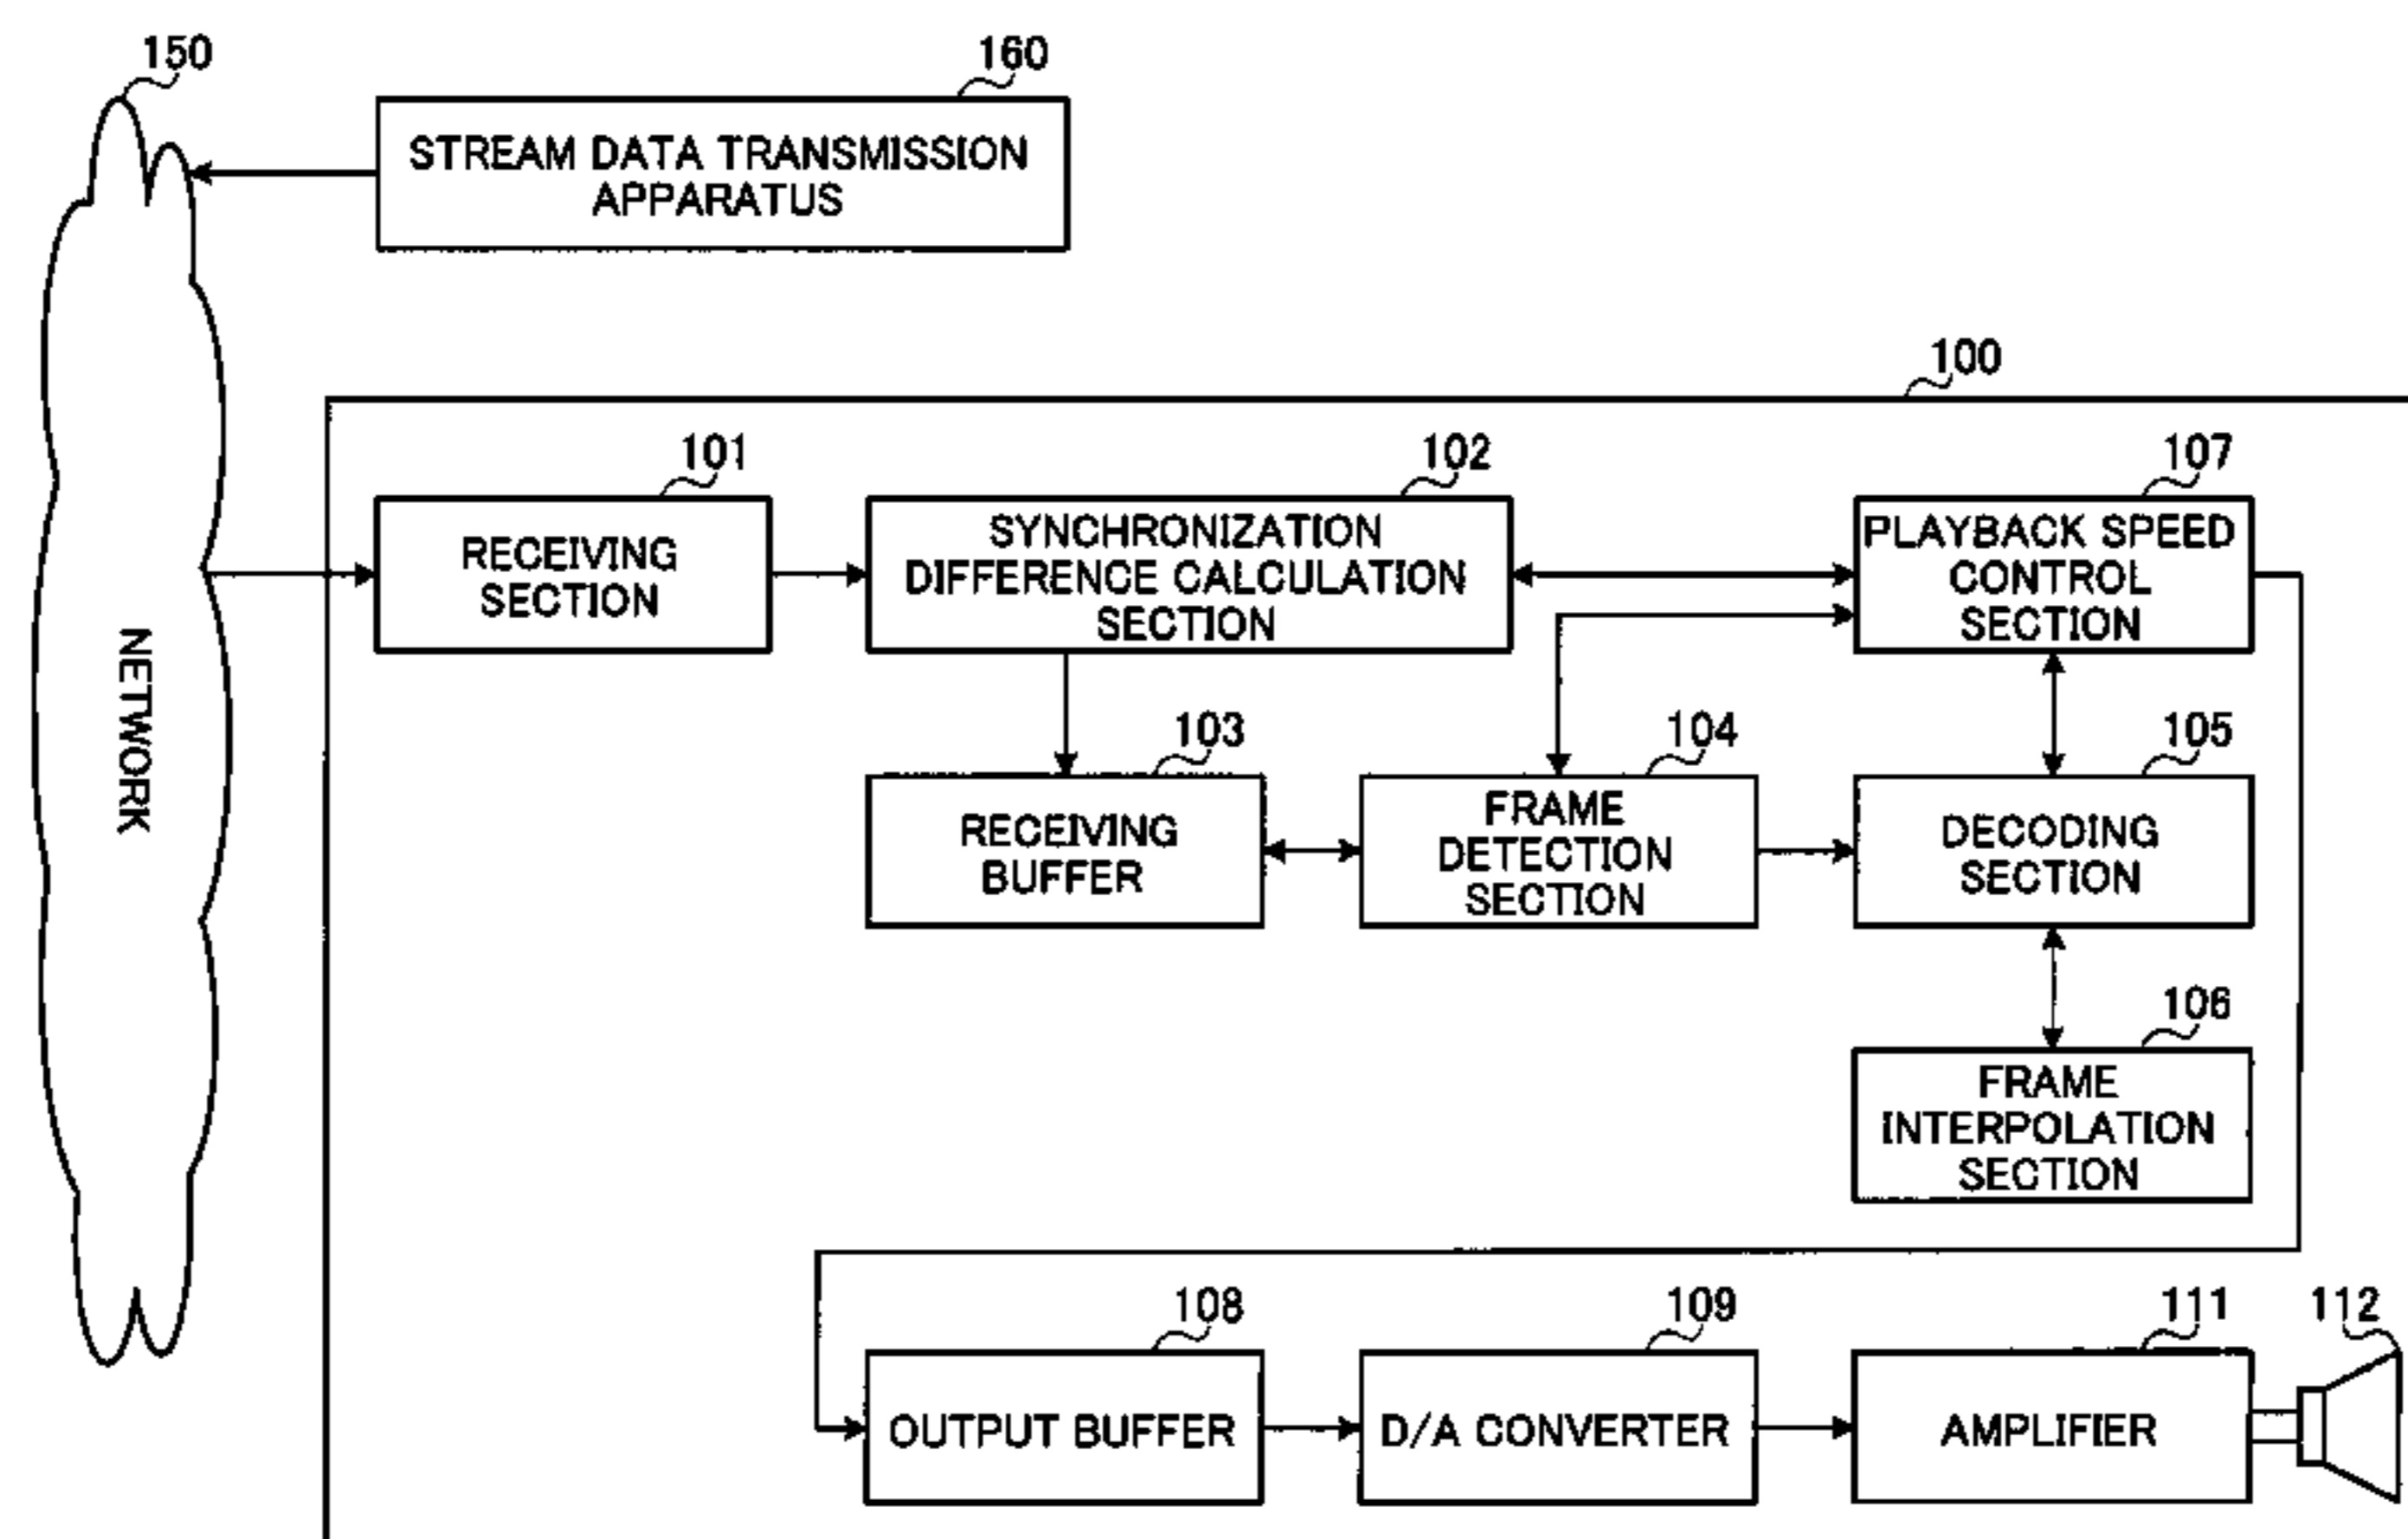 150
160
STREAM DATA TRANSMISSION
APPARATUS
NETWORK
100
101
RECEIVING
SECTION
102
SYNCHRONIZATION
DIFFERENCE CALCULATION
SECTION
107
PLAYBACK SPEED
CONTROL
SECTION
103
RECEIVING
BUFFER
104
FRAME
DETECTION
SECTION
105
DECODING
SECTION
106
FRAME
INTERPOLATION
SECTION
108
OUTPUT BUFFER
109
D/A CONVERTER
111
AMPLIFIER
112